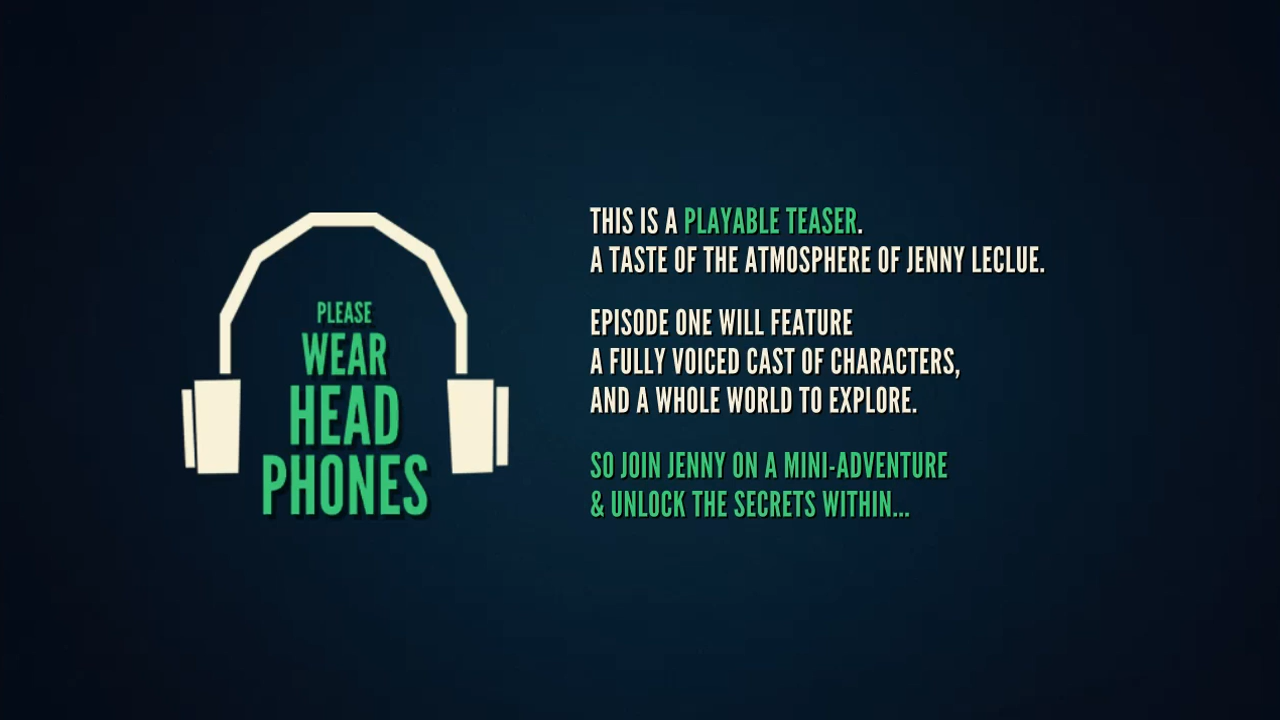 PLEASE
WEAR
HEAD
PHONES
THIS IS A PLAYABLE TEASER.
A TASTE OF THE ATMOSPHERE OF JENNY LECLUE.
EPISODE ONE WILL FEATURE
A FULLY VOICED CAST OF CHARACTERS,
AND A WHOLE WORLD TO EXPLORE.
SO JOIN JENNY ON A MINI-ADVENTURE
& UNLOCK THE SECRETS WITHIN...